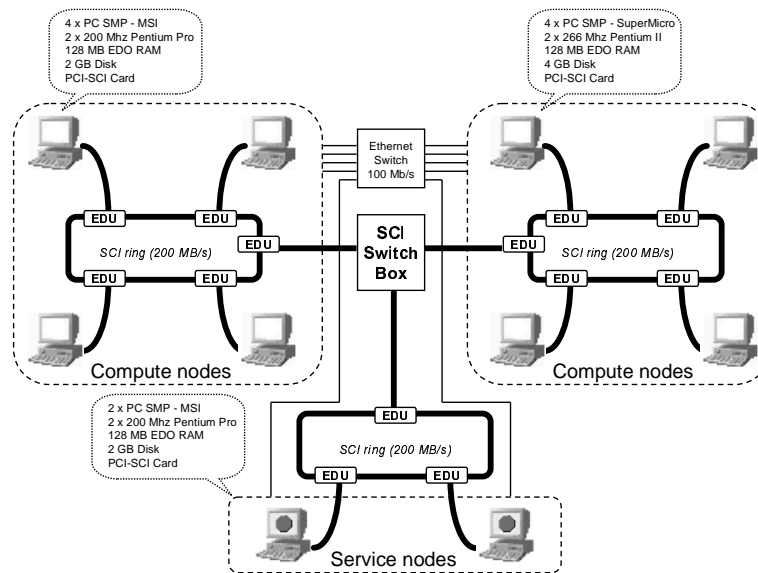 4 x PC SMP - MSI
2 x 200 Mhz Pentium Pro
128 MB EDO RAM
2 GB Disk
PCI-SCI Card
4 x PC SMP - SuperMicro
2 x 266 Mhz Pentium II
128 MB EDO RAM
4 GB Disk
PCI-SCI Card
Ethernet
Switch
100 Mb/s
EDU
EDU
EDU
EDU
EDU
SCI ring (200 MB/s)
SCI
Switch
Box
EDU
EDU
EDU
EDU
EDU
SCI ring (200 MB/s)
Compute nodes
Compute nodes
2 x PC SMP - MSI
2 x 200 Mhz Pentium Pro
128 MB EDO RAM
2 GB Disk
PCI-SCI Card
EDU
SCI ring (200 MB/s)
EDU
EDU
Service nodes